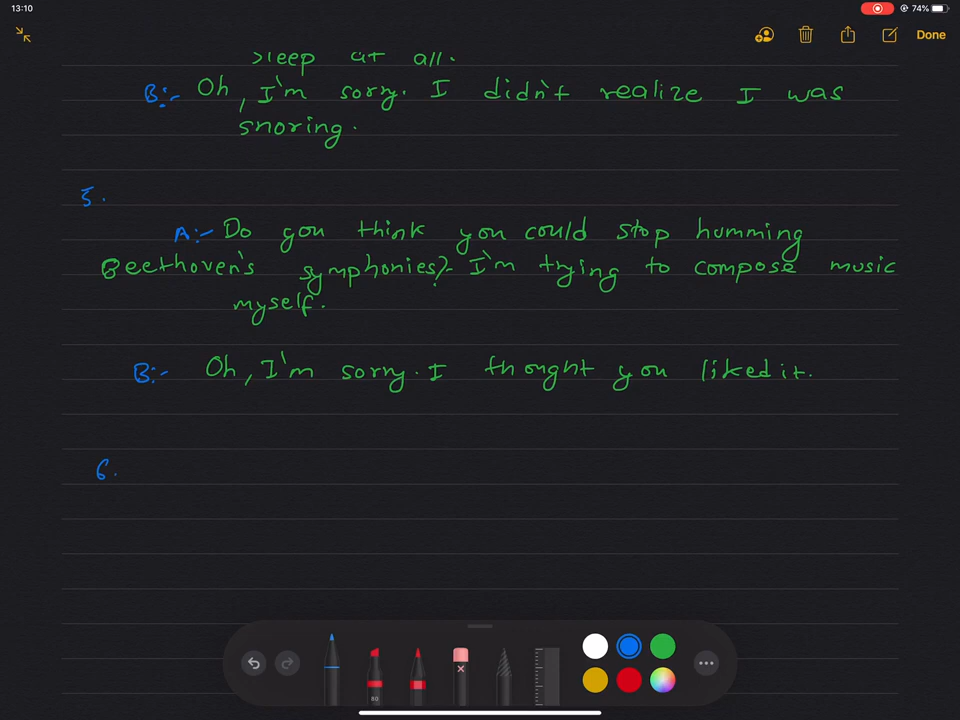 13:10
74%
Done
sleep at all.
B:- Oh, I'm sorry. I didn't realize I was
snoring.
5.
A:- Do you think you could stop humming
Beethoven's symphonies? I'm trying to compose music
myself.
B:- Oh, I'm sorry. I thought you liked it.
6.
80